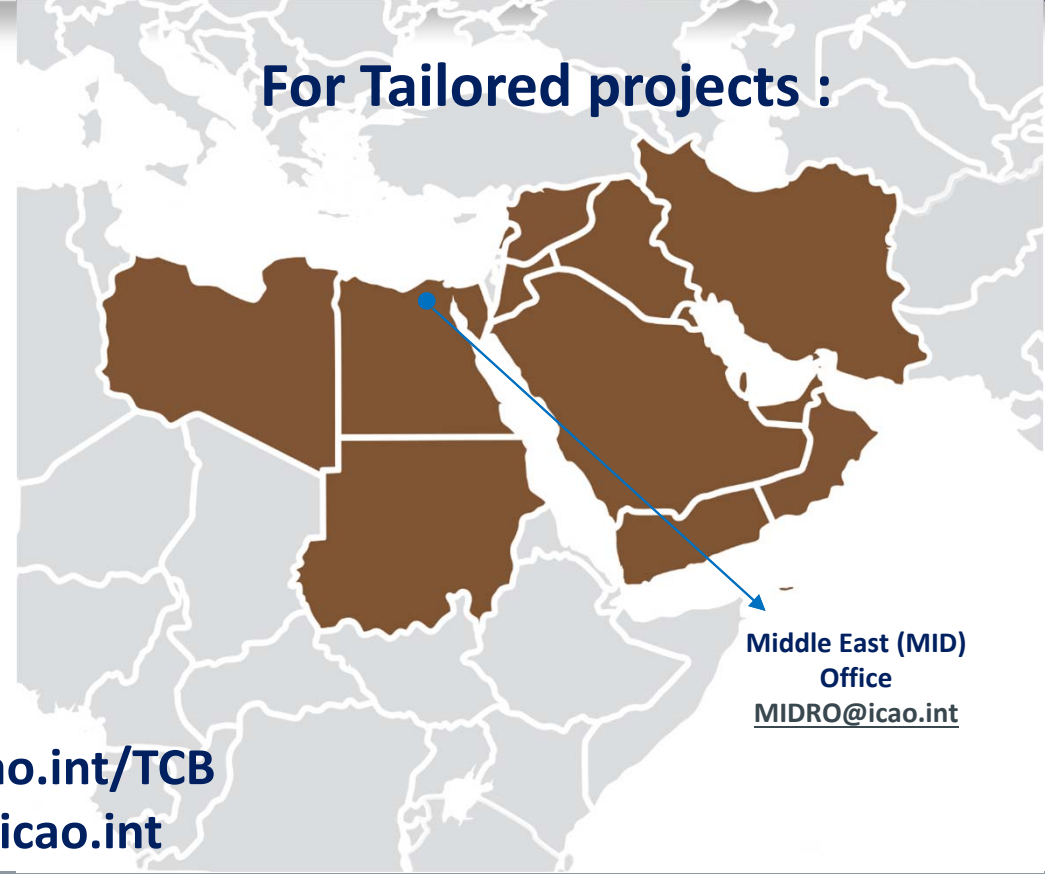 For Tailored projects :
Middle East (MID)
Office
MIDRO@icao.int
o.int/TCB
icao.int